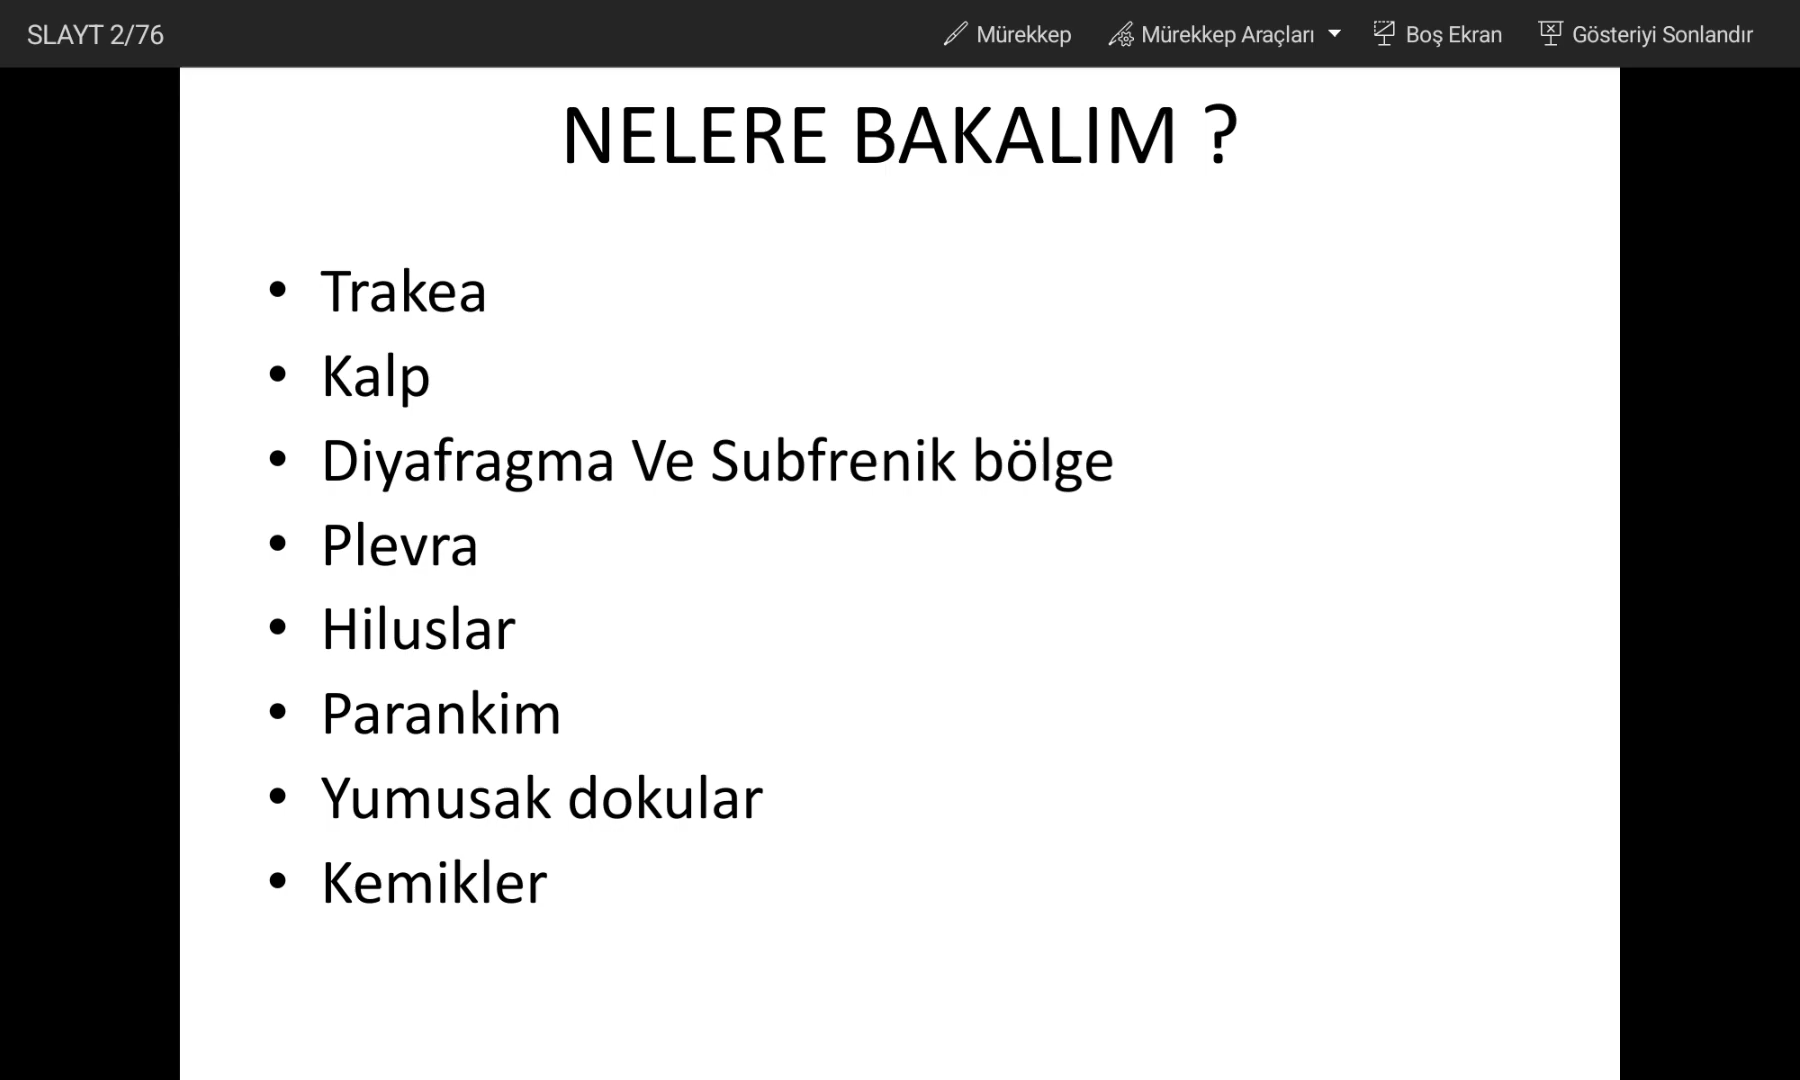 SLAYT 2/76 Mürekkep Mürekkep Araçları Boş Ekran Gösteriyi Sonlandır
NELERE BAKALIM ?
• Trakea
• Kalp
• Diyafragma Ve Subfrenik bölge
• Plevra
• Hiluslar
• Parankim
• Yumusak dokular
• Kemikler